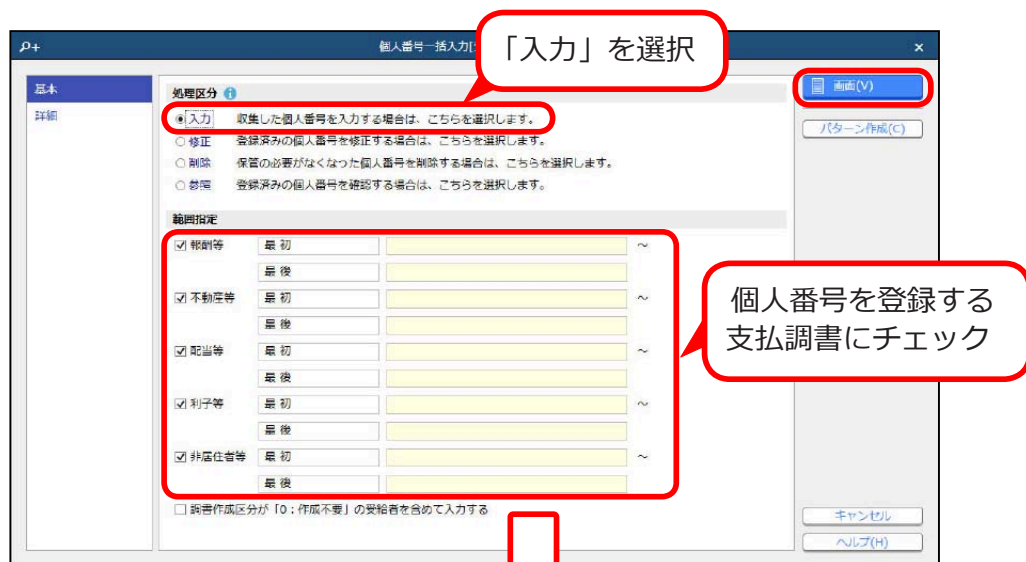 個人番号一括入力[
「入力」を選択
基本
詳細
処理区分
入力 収集した個人番号を入力する場合は、こちらを選択します。
修正 登録済みの個人番号を修正する場合は、こちらを選択します。
削除 保管の必要がなくなった個人番号を削除する場合は、こちらを選択します。
参照 登録済みの個人番号を確認する場合は、こちらを選択します。
画面(V)
パターン作成(C)
範囲指定
報酬等 最初 ～
最後
不動産等 最初 ～
最後
配当等 最初 ～
最後
利子等 最初 ～
最後
非居住者等 最初 ～
最後
個人番号を登録する
支払調書にチェック
調書作成区分が「0：作成不要」の受給者を含めて入力する
キャンセル
ヘルプ(H)